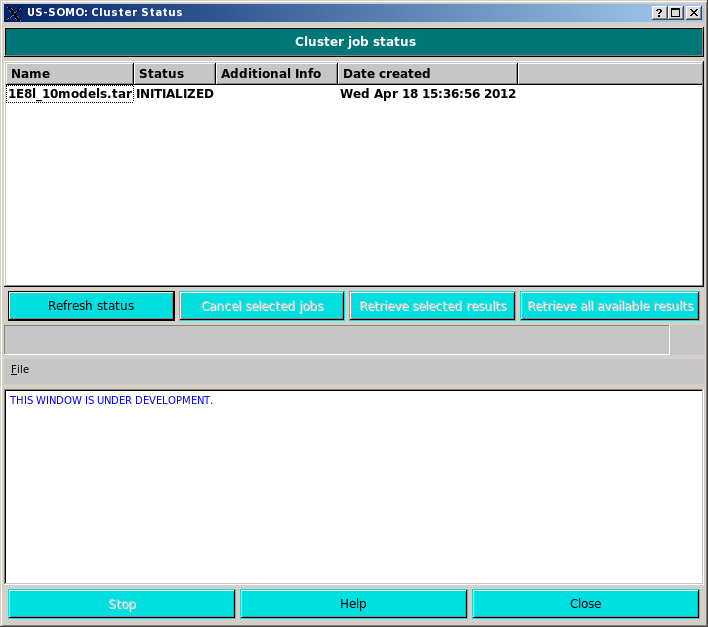 US-SOMO: Cluster Status
Cluster job status
Name Status Additional Info Date created
1E8l_10models.tar INITIALIZED Wed Apr 18 15:36:56 2012
Refresh status Cancel selected jobs Retrieve selected results Retrieve all available results
File
THIS WINDOW IS UNDER DEVELOPMENT.
Stop Help Close